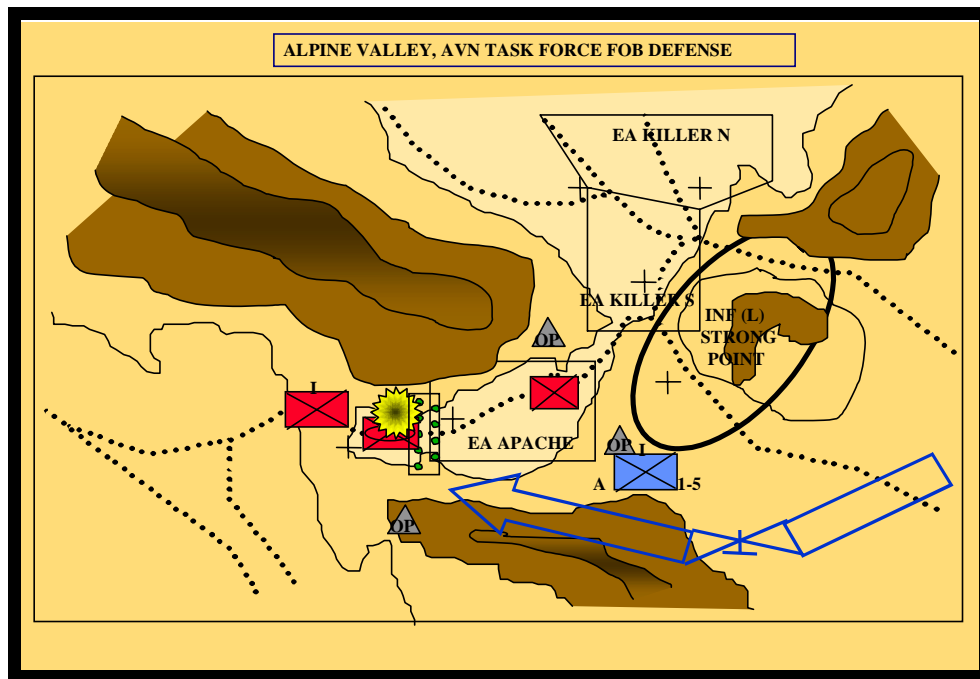 ALPINE VALLEY, AVN TASK FORCE FOB DEFENSE
EA KILLER N
EA KILLER S
INF (L)
STRONG
POINT
OP
I
EA APACHE
OP
I
A
1-5
OP